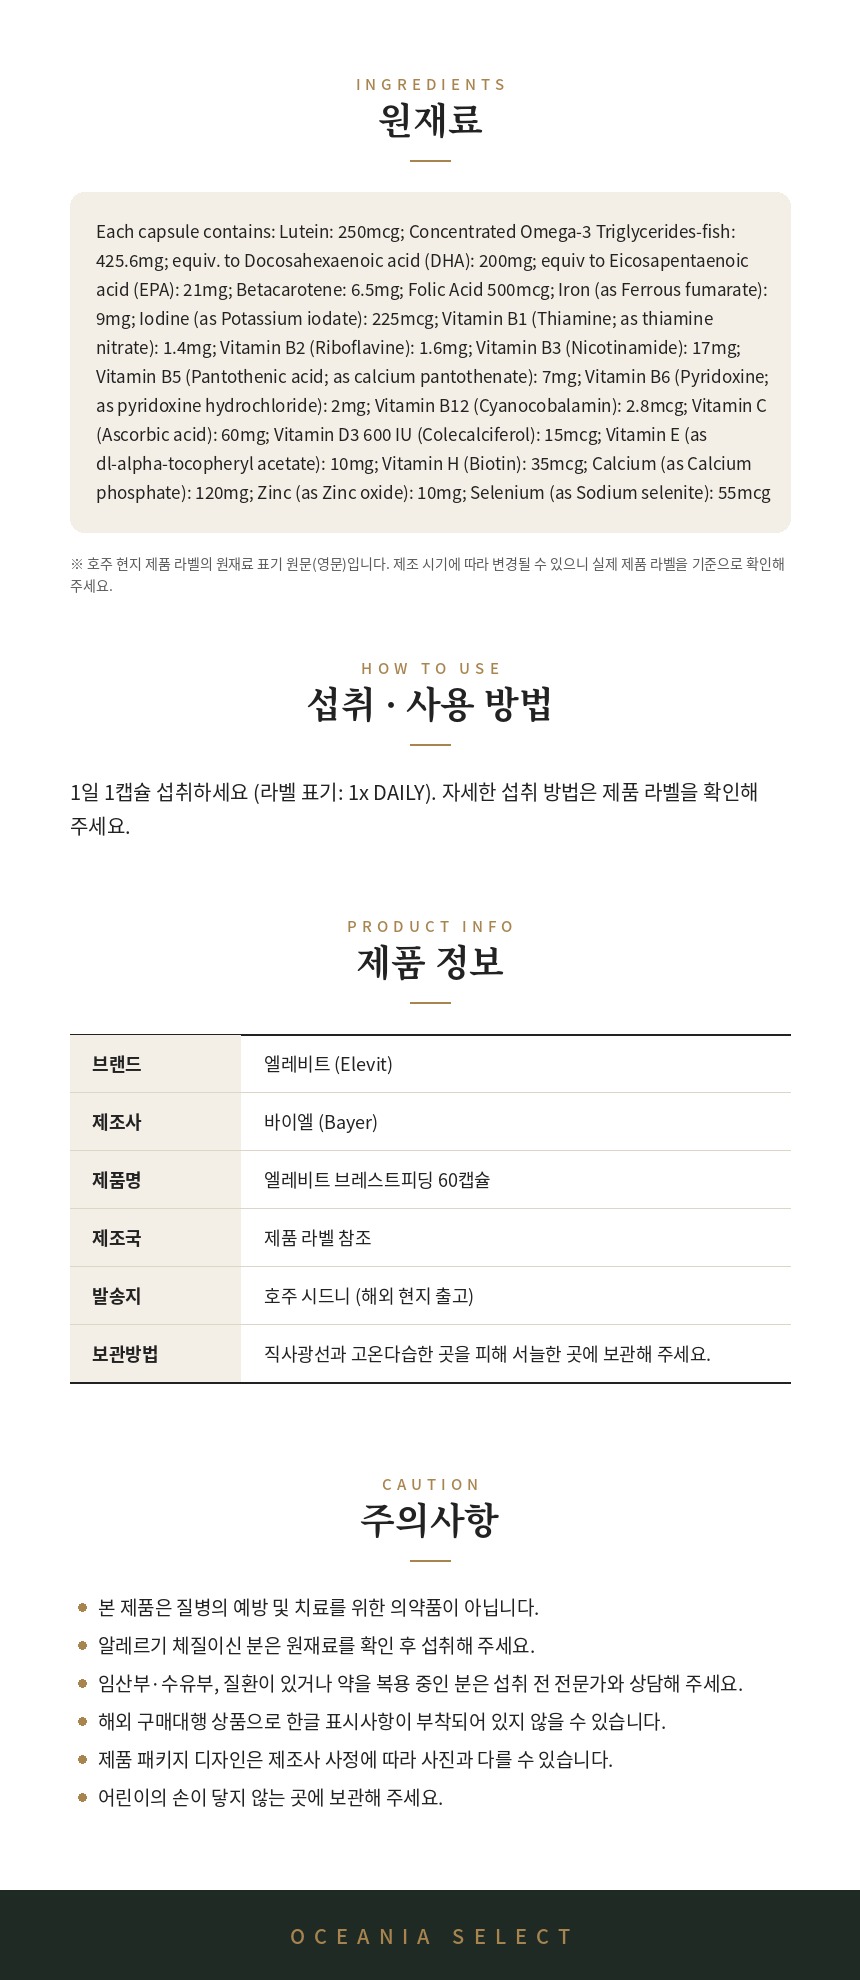 INGREDIENTS
원재료
Each capsule contains: Lutein: 250mcg; Concentrated Omega-3 Triglycerides-fish:
425.6mg; equiv. to Docosahexaenoic acid (DHA): 200mg; equiv to Eicosapentaenoic
acid (EPA): 21mg; Betacarotene: 6.5mg; Folic Acid 500mcg; Iron (as Ferrous fumarate):
9mg; Iodine (as Potassium iodate): 225mcg; Vitamin B1 (Thiamine; as thiamine
nitrate): 1.4mg; Vitamin B2 (Riboflavine): 1.6mg; Vitamin B3 (Nicotinamide): 17mg;
Vitamin B5 (Pantothenic acid; as calcium pantothenate): 7mg; Vitamin B6 (Pyridoxine;
as pyridoxine hydrochloride): 2mg; Vitamin B12 (Cyanocobalamin): 2.8mcg; Vitamin C
(Ascorbic acid): 60mg; Vitamin D3 600 IU (Colecalciferol): 15mcg; Vitamin E (as
dl-alpha-tocopheryl acetate): 10mg; Vitamin H (Biotin): 35mcg; Calcium (as Calcium
phosphate): 120mg; Zinc (as Zinc oxide): 10mg; Selenium (as Sodium selenite): 55mcg
※ 호주 현지 제품 라벨의 원재료 표기 원문(영문)입니다. 제조 시기에 따라 변경될 수 있으니 실제 제품 라벨을 기준으로 확인해
주세요.
HOW TO USE
섭취 · 사용 방법
1일 1캡슐 섭취하세요 (라벨 표기: 1x DAILY). 자세한 섭취 방법은 제품 라벨을 확인해
주세요.
PRODUCT INFO
제품 정보
브랜드 엘레비트 (Elevit)
제조사 바이엘 (Bayer)
제품명 엘레비트 브레스트피딩 60캡슐
제조국 제품 라벨 참조
발송지 호주 시드니 (해외 현지 출고)
보관방법 직사광선과 고온다습한 곳을 피해 서늘한 곳에 보관해 주세요.
CAUTION
주의사항
본 제품은 질병의 예방 및 치료를 위한 의약품이 아닙니다.
알레르기 체질이신 분은 원재료를 확인 후 섭취해 주세요.
임산부·수유부, 질환이 있거나 약을 복용 중인 분은 섭취 전 전문가와 상담해 주세요.
해외 구매대행 상품으로 한글 표시사항이 부착되어 있지 않을 수 있습니다.
제품 패키지 디자인은 제조사 사정에 따라 사진과 다를 수 있습니다.
어린이의 손이 닿지 않는 곳에 보관해 주세요.
OCEANIA SELECT